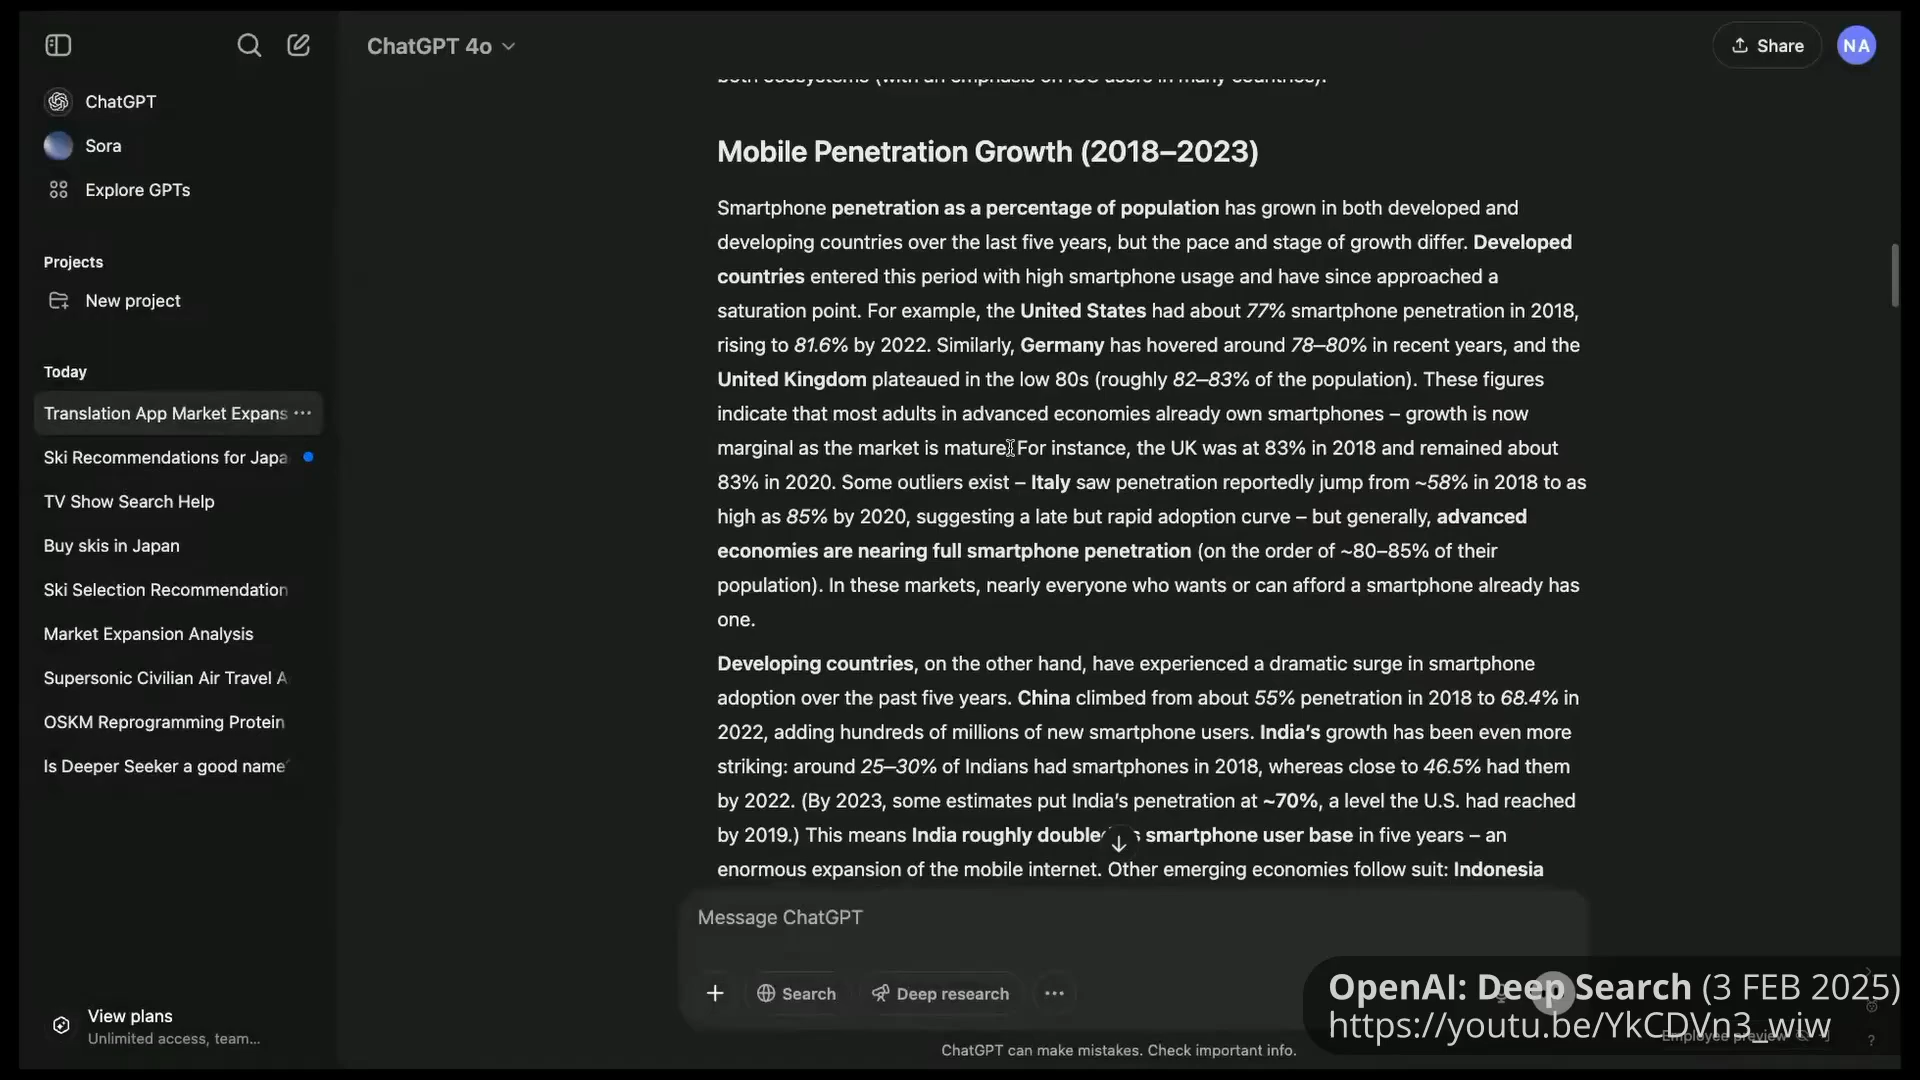 ChatGPT 4o
Share
NA
ChatGPT
Sora
Explore GPTs
Projects
New project
Today
Translation App Market Expans
Ski Recommendations for Japa
TV Show Search Help
Buy skis in Japan
Ski Selection Recommendation
Market Expansion Analysis
Supersonic Civilian Air Travel A
OSKM Reprogramming Protein
Is Deeper Seeker a good name
View plans
Unlimited access, team...
both ecosystems (with an emphasis on iOS users in many countries).
Mobile Penetration Growth (2018–2023)
Smartphone penetration as a percentage of population has grown in both developed and
developing countries over the last five years, but the pace and stage of growth differ. Developed
countries entered this period with high smartphone usage and have since approached a
saturation point. For example, the United States had about 77% smartphone penetration in 2018,
rising to 81.6% by 2022. Similarly, Germany has hovered around 78–80% in recent years, and the
United Kingdom plateaued in the low 80s (roughly 82–83% of the population). These figures
indicate that most adults in advanced economies already own smartphones – growth is now
marginal as the market is mature. For instance, the UK was at 83% in 2018 and remained about
83% in 2020. Some outliers exist – Italy saw penetration reportedly jump from ~58% in 2018 to as
high as 85% by 2020, suggesting a late but rapid adoption curve – but generally, advanced
economies are nearing full smartphone penetration (on the order of ~80–85% of their
population). In these markets, nearly everyone who wants or can afford a smartphone already has
one.
Developing countries, on the other hand, have experienced a dramatic surge in smartphone
adoption over the past five years. China climbed from about 55% penetration in 2018 to 68.4% in
2022, adding hundreds of millions of new smartphone users. India's growth has been even more
striking: around 25–30% of Indians had smartphones in 2018, whereas close to 46.5% had them
by 2022. (By 2023, some estimates put India's penetration at ~70%, a level the U.S. had reached
by 2019.) This means India roughly double smartphone user base in five years – an
enormous expansion of the mobile internet. Other emerging economies follow suit: Indonesia
Message ChatGPT
Search
Deep research
ChatGPT can make mistakes. Check important info.
OpenAI: Deep Search (3 FEB 2025)
https://youtu.be/YkCDVn3_wiw
Employee preview
?